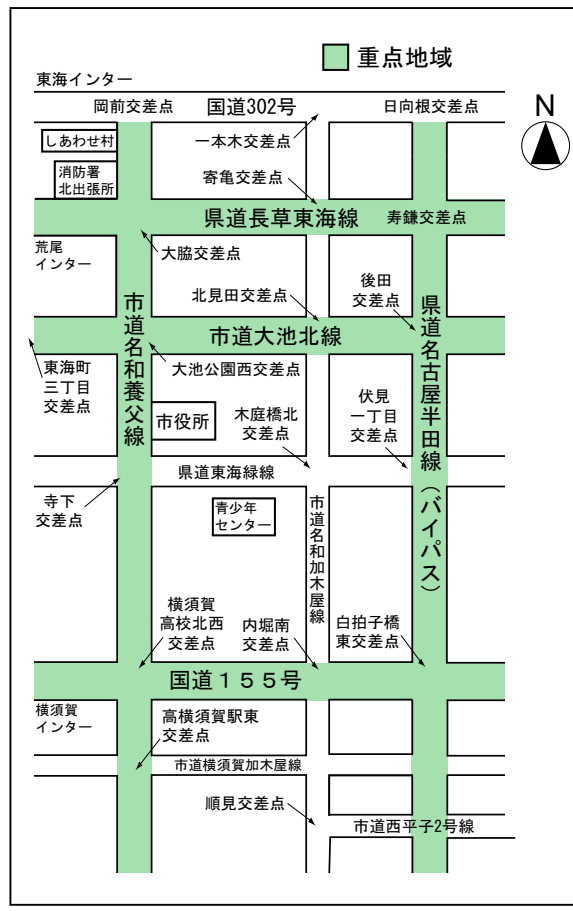 重点地域
東海インター
N
岡前交差点
国道302号
日向根交差点
しあわせ村
一本木交差点
消防署
北出張所
寄亀交差点
県道長草東海線
寿鎌交差点
荒尾
インター
大脇交差点
後田
交差点
北見田交差点
市道名和養父線
市道大池北線
県道名古屋半田線(バイパス)
東海町
三丁目
交差点
大池公園西交差点
市役所
木庭橋北
交差点
伏見
一丁目
交差点
県道東海緑線
寺下
交差点
青少年
センター
市道名和加木屋線
横須賀
高校北西
交差点
内堀南
交差点
白拍子橋
東交差点
国道155号
横須賀
インター
高横須賀駅東
交差点
市道横須賀加木屋線
順見交差点
市道西平子2号線